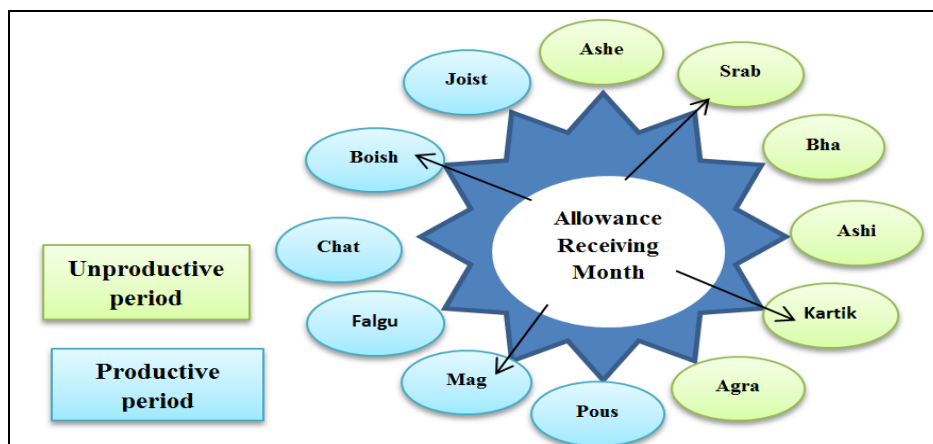 Ashe
Srab
Joist
Bha
Boish
Allowance
Receiving
Month
Ashi
Chat
Unproductive
period
Falgu
Kartik
Productive
period
Mag
Agra
Pous